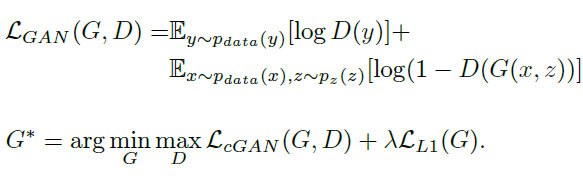 ℒ_{GAN}(G, D) = 𝔼_{y∼p_{data}(y)}[log D(y)]+
𝔼_{x∼p_{data}(x),z∼p_z(z)}[log(1 − D(G(x, z))]
G* = arg min_G max_D ℒ_{cGAN}(G, D) + λℒ_{L1}(G).